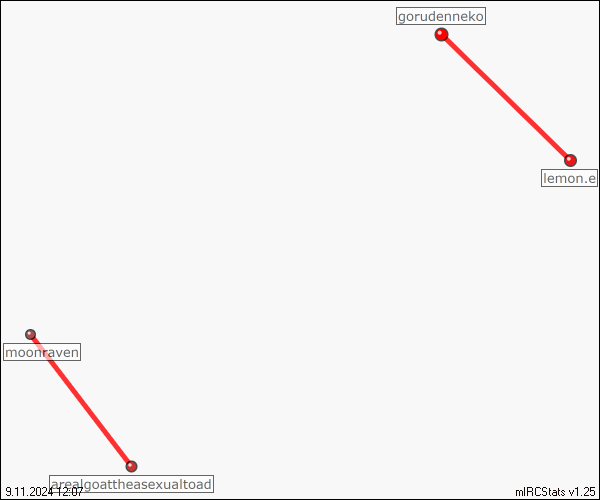 gorudenneko
lemon.e
moonraven
arealgoattheasexualtoad
9.11.2024 12:07
mIRCStats v1.25